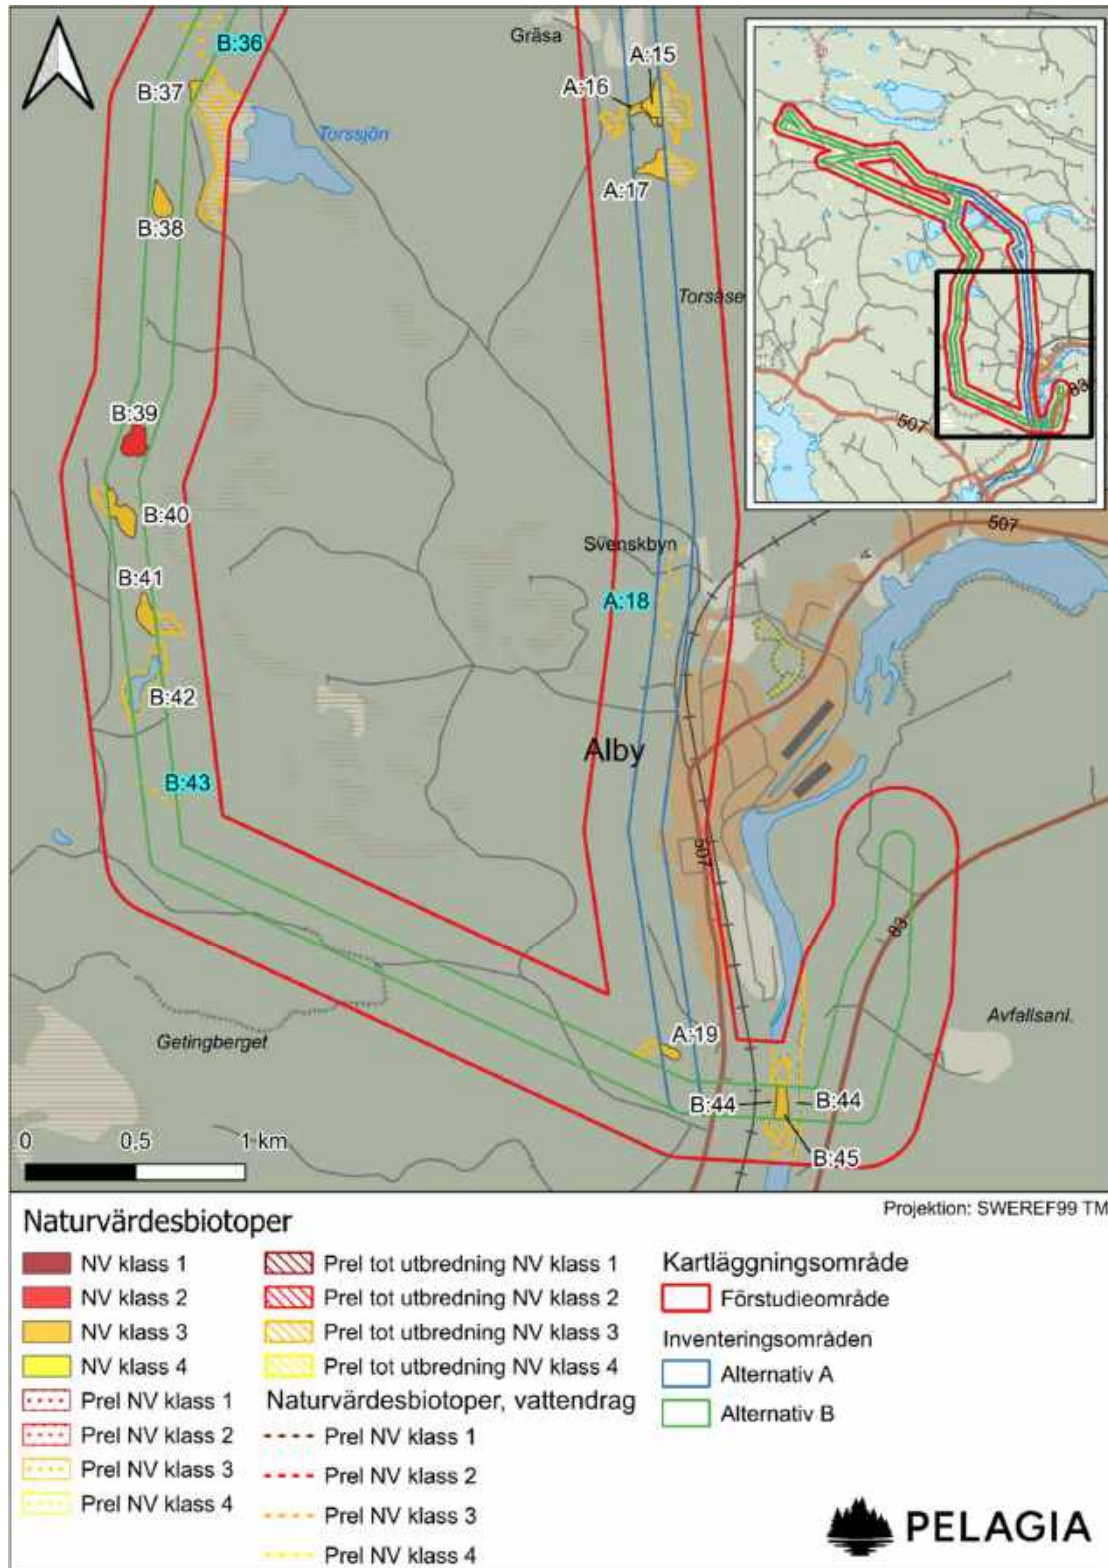 B:36
Gräsa
A:15
B:37
A:16
Torssjön
A:17
B:38
Torsåse
83
507
B:39
B:40
507
Svenskbyn
B:41
A:18
B:42
B:43
Alby
507
83
A:19
Avfallsanl.
Getingberget
B:44
B:44
0 0,5 1 km
B:45
Projektion: SWEREF99 TM
Naturvärdesbiotoper
NV klass 1
NV klass 2
NV klass 3
NV klass 4
Prel NV klass 1
Prel NV klass 2
Prel NV klass 3
Prel NV klass 4
Prel tot utbredning NV klass 1
Prel tot utbredning NV klass 2
Prel tot utbredning NV klass 3
Prel tot utbredning NV klass 4
Naturvärdesbiotoper, vattendrag
Prel NV klass 1
Prel NV klass 2
Prel NV klass 3
Prel NV klass 4
Kartläggningsområde
Förstudieområde
Inventeringsområden
Alternativ A
Alternativ B
PELAGIA